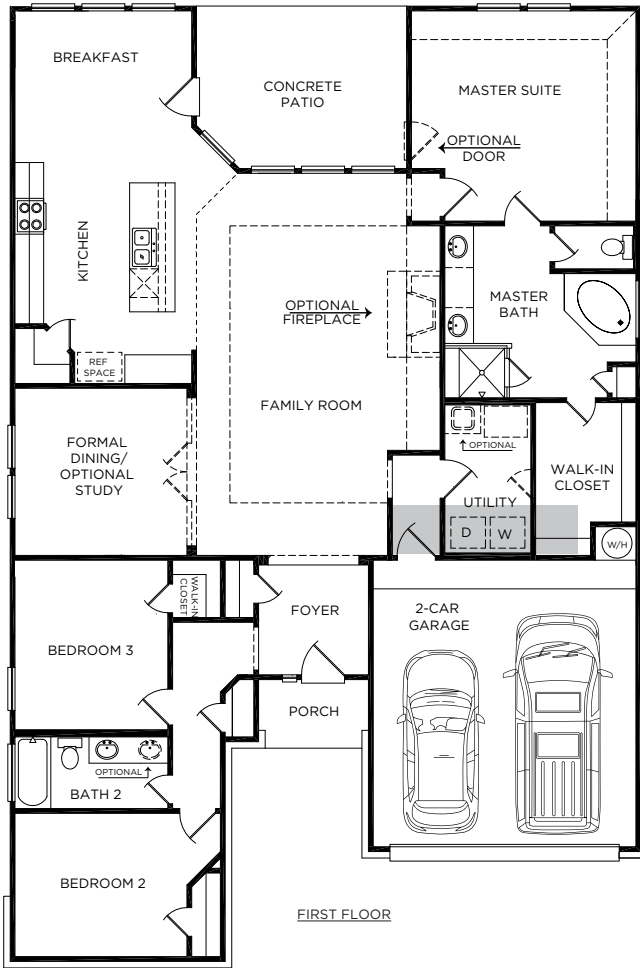 BREAKFAST
CONCRETE
PATIO
MASTER SUITE
OPTIONAL
DOOR
KITCHEN
OPTIONAL
FIREPLACE
MASTER
BATH
REF
SPACE
FAMILY ROOM
FORMAL
DINING/
OPTIONAL
STUDY
OPTIONAL
UTILITY
D
W
WALK-IN
CLOSET
W/H
WALK-IN
CLOSET
FOYER
2-CAR
GARAGE
BEDROOM 3
PORCH
OPTIONAL
BATH 2
BEDROOM 2
FIRST FLOOR